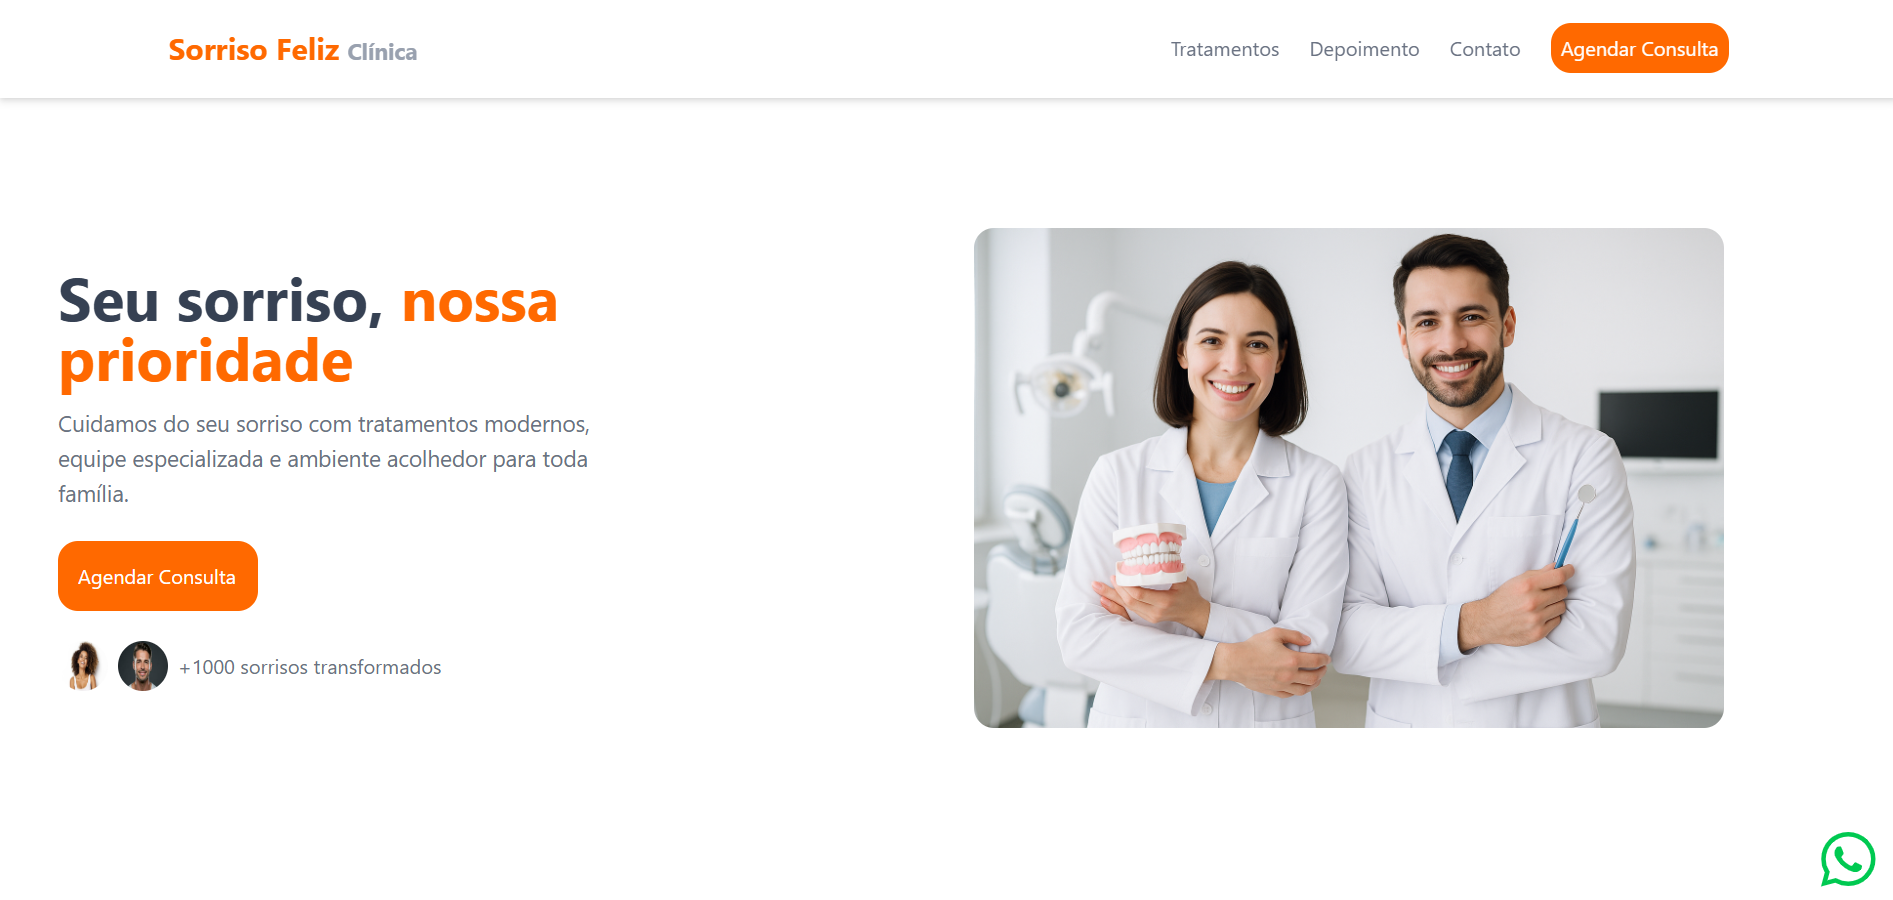 Sorriso Feliz Clínica
Tratamentos
Depoimento
Contato
Agendar Consulta
Seu sorriso, nossa
prioridade
Cuidamos do seu sorriso com tratamentos modernos,
equipe especializada e ambiente acolhedor para toda
família.
Agendar Consulta
+1000 sorrisos transformados